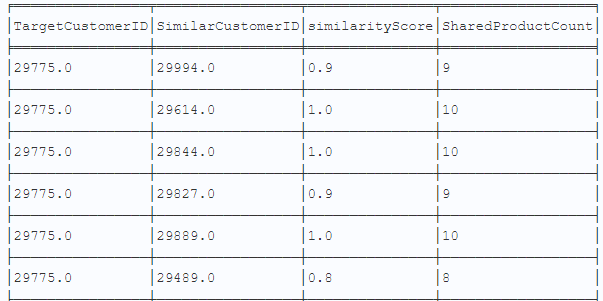 TargetCustomerID SimilarCustomerID similarityScore SharedProductCount
29775.0 29994.0 0.9 9
29775.0 29614.0 1.0 10
29775.0 29844.0 1.0 10
29775.0 29827.0 0.9 9
29775.0 29889.0 1.0 10
29775.0 29489.0 0.8 8